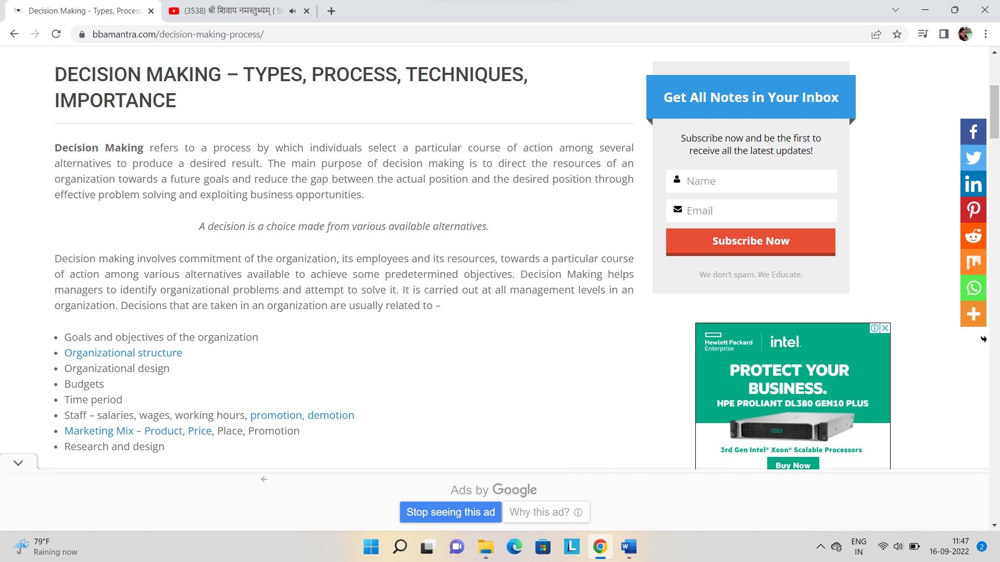 Decision Making - Types, Process
(3538) श्री शिवाय नमस्तुभ्यम् { S
bbamantra.com/decision-making-process/
DECISION MAKING – TYPES, PROCESS, TECHNIQUES,
IMPORTANCE
Decision Making refers to a process by which individuals select a particular course of action among several
alternatives to produce a desired result. The main purpose of decision making is to direct the resources of an
organization towards a future goals and reduce the gap between the actual position and the desired position through
effective problem solving and exploiting business opportunities.
A decision is a choice made from various available alternatives.
Decision making involves commitment of the organization, its employees and its resources, towards a particular course
of action among various alternatives available to achieve some predetermined objectives. Decision Making helps
managers to identify organizational problems and attempt to solve it. It is carried out at all management levels in an
organization. Decisions that are taken in an organization are usually related to –
• Goals and objectives of the organization
• Organizational structure
• Organizational design
• Budgets
• Time period
• Staff – salaries, wages, working hours, promotion, demotion
• Marketing Mix – Product, Price, Place, Promotion
• Research and design
Get All Notes in Your Inbox
Subscribe now and be the first to
receive all the latest updates!
Name
Email
Subscribe Now
We don't spam. We Educate.
Hewlett Packard
Enterprise
intel.
PROTECT YOUR
BUSINESS.
HPE PROLIANT DL380 GEN10 PLUS
3rd Gen Intel® Xeon® Scalable Processors
Buy Now
Ads by Google
Stop seeing this ad
Why this ad?
79°F
Raining now
ENG
IN
11:47
16-09-2022
2